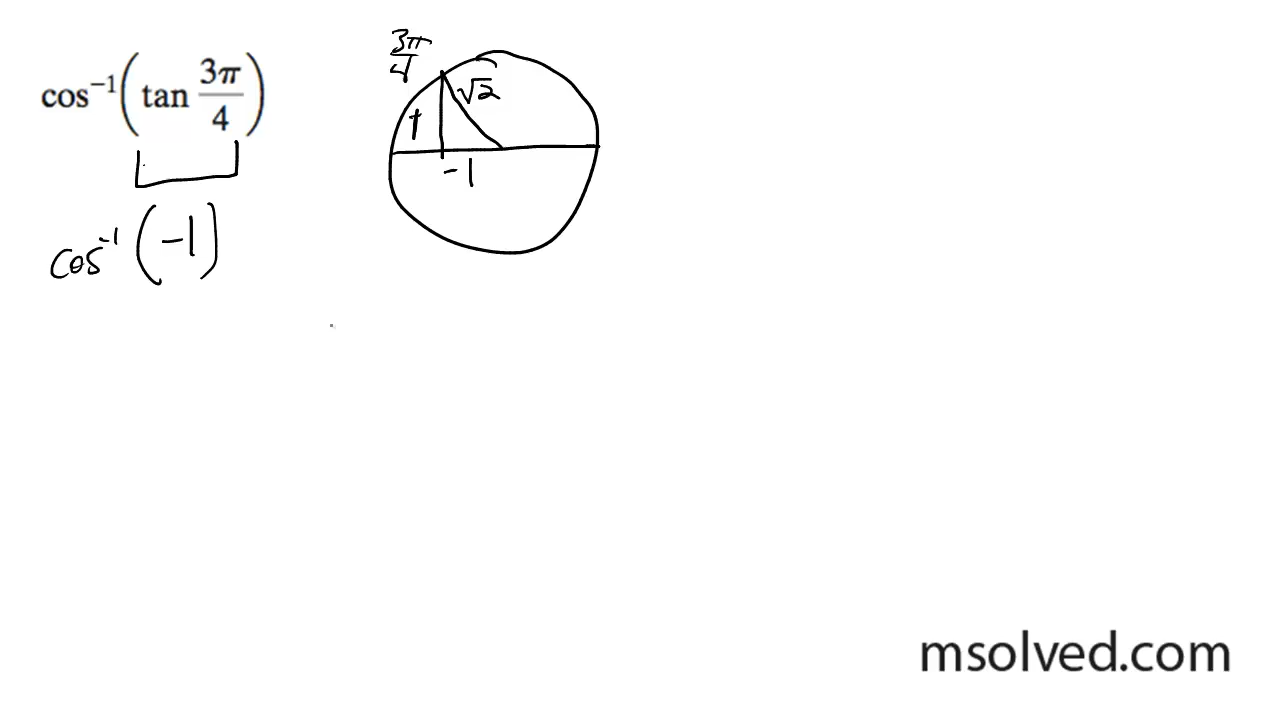 cos⁻¹(tan 3π/4)
3π/4
√2
1
-1
cos⁻¹(-1)
msolved.com